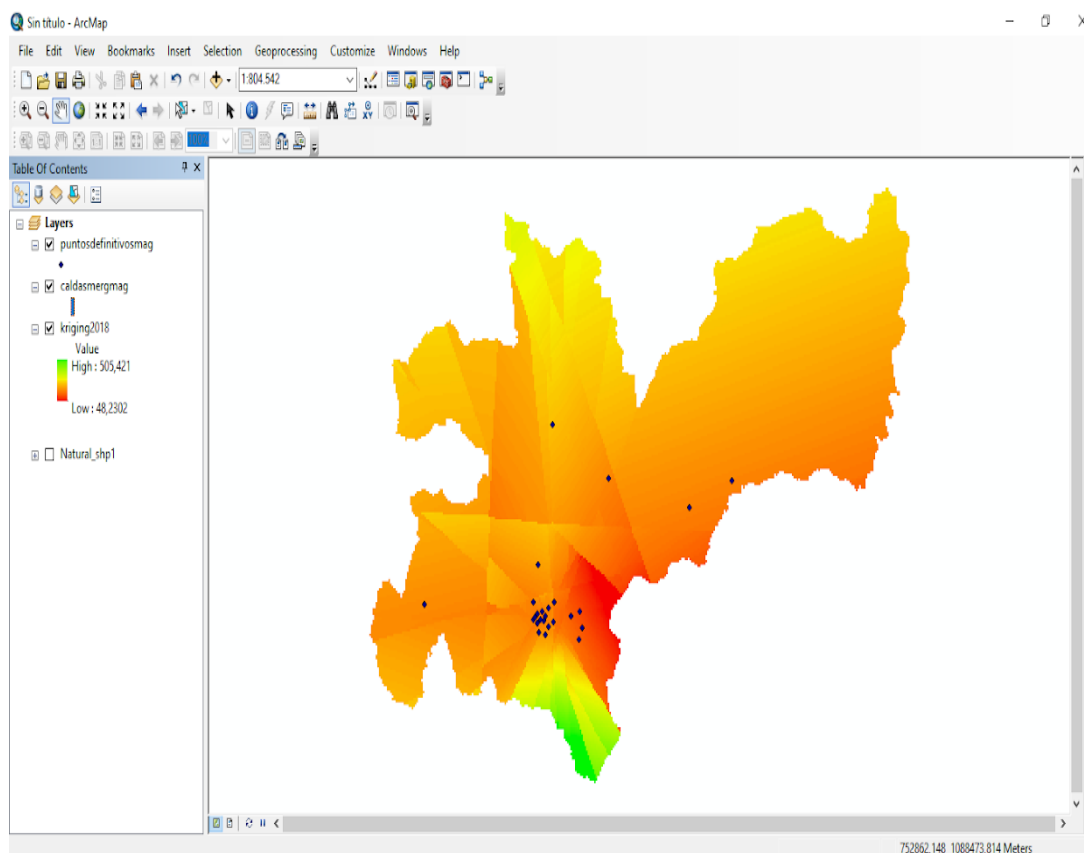 Sin título - ArcMap
File Edit View Bookmarks Insert Selection Geoprocessing Customize Windows Help
1:804.542
Table Of Contents
Layers
puntosdefinitivosmag
caldasmergmag
kriging2018
Value
High : 505,421
Low : 48,2302
Natural_shp1
752862,148 1088473,814 Meters